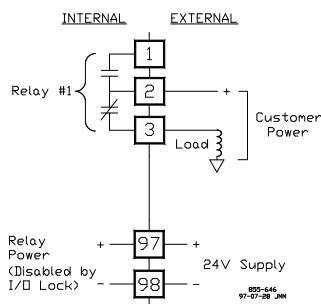 INTERNAL EXTERNAL
1
Relay #1
2
+
Customer
Power
3
Load
Relay
Power
(Disabled by
I/O Lock)
+ 97 +
24V Supply
- 98 -
855-646
97-07-28 JNM